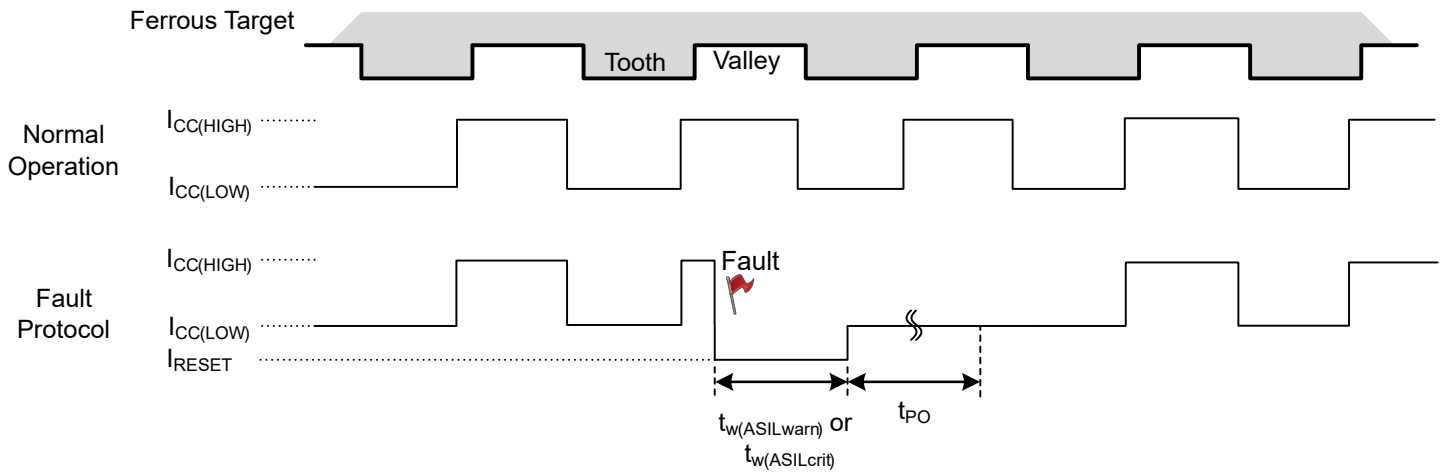 Ferrous Target
Tooth
Valley
Normal
Operation
I_CC(HIGH)
I_CC(LOW)
Fault
Protocol
I_CC(HIGH)
I_CC(LOW)
I_RESET
Fault
t_w(ASILwarn) or
t_w(ASILcrit)
t_PO